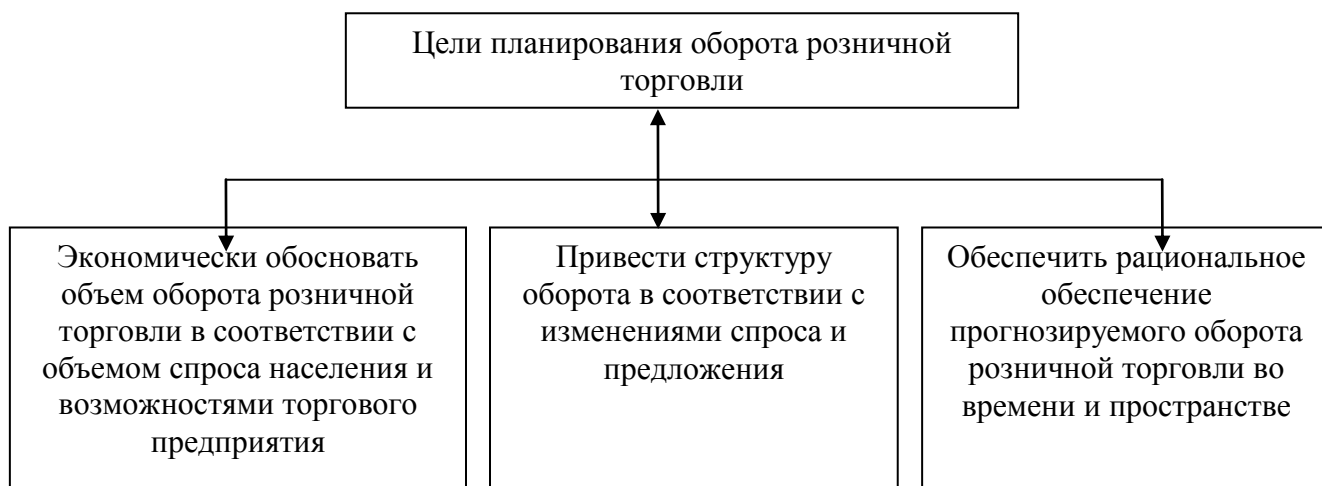 Цели планирования оборота розничной
торговли
Экономически обосновать
объем оборота розничной
торговли в соответствии с
объемом спроса населения и
возможностями торгового
предприятия
Привести структуру
оборота в соответствии с
изменениями спроса и
предложения
Обеспечить рациональное
обеспечение
прогнозируемого оборота
розничной торговли во
времени и пространстве